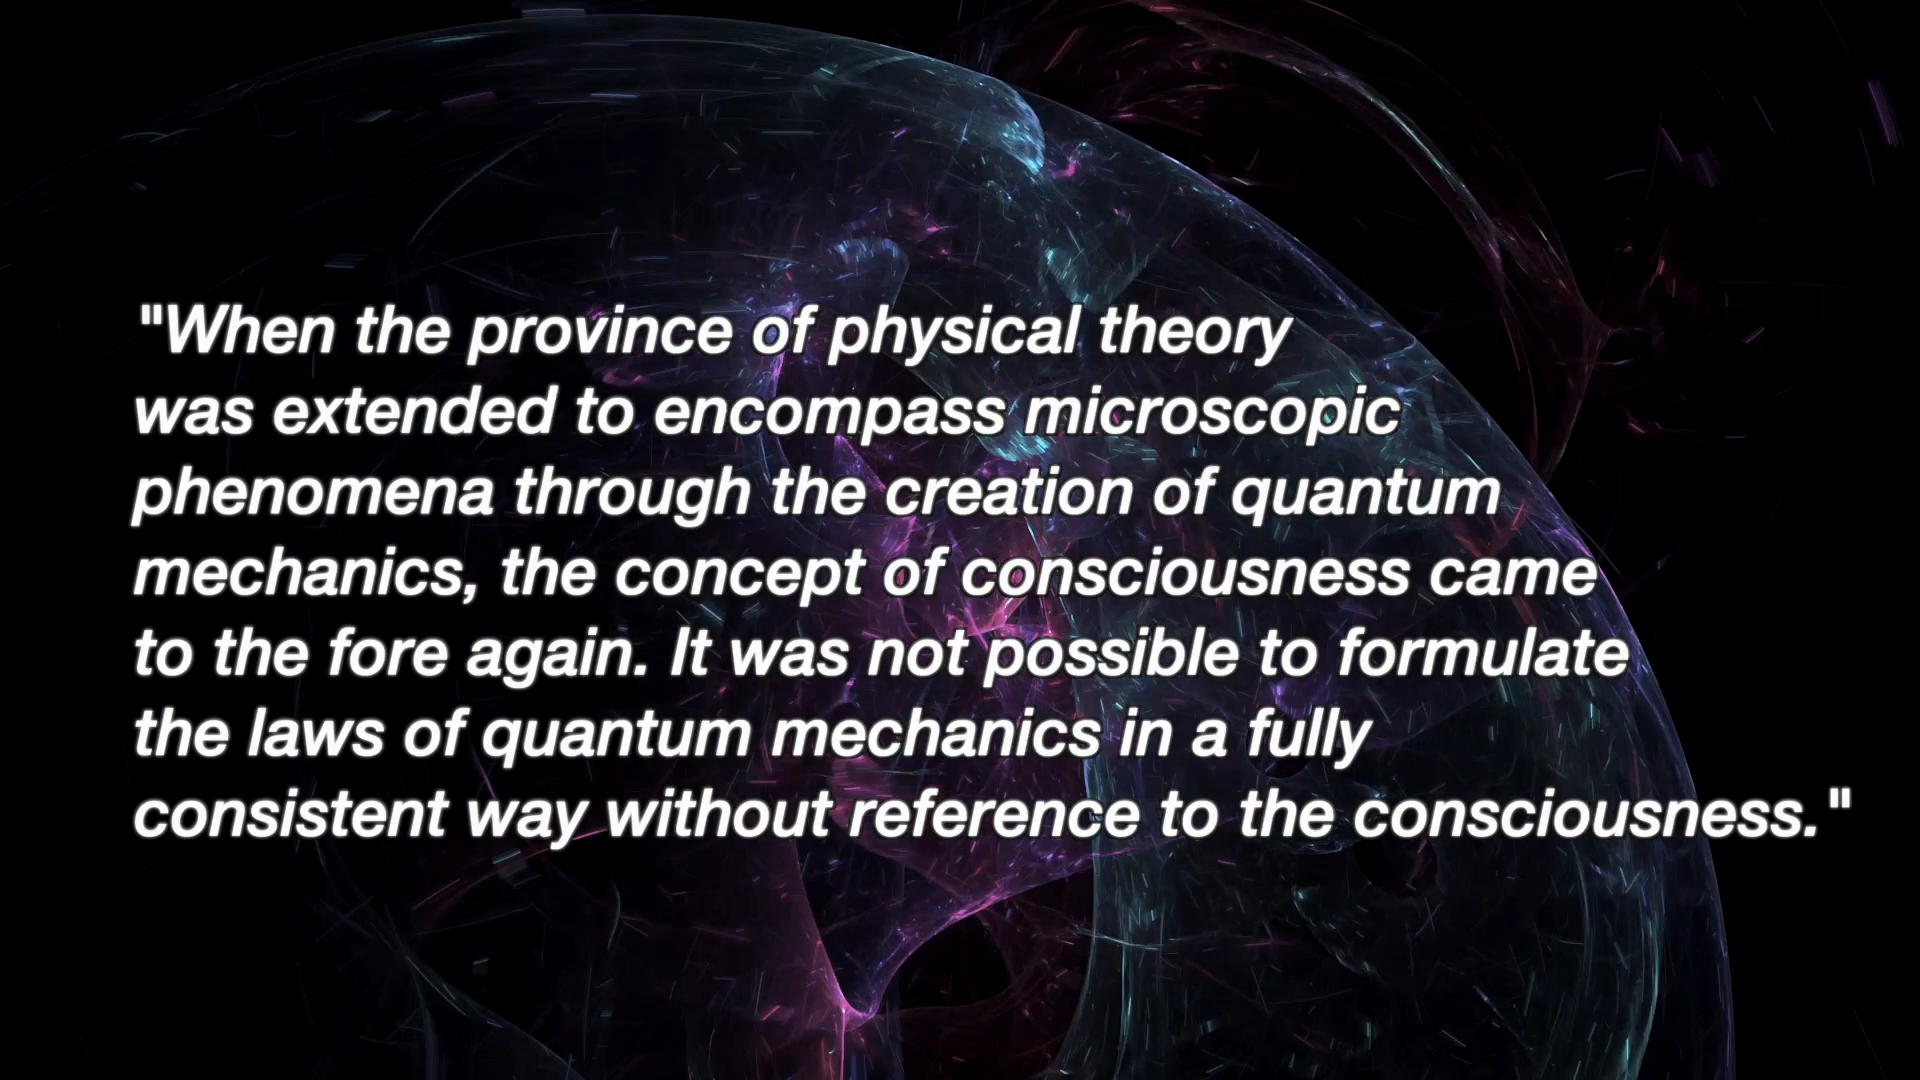 "When the province of physical theory
was extended to encompass microscopic
phenomena through the creation of quantum
mechanics, the concept of consciousness came
to the fore again. It was not possible to formulate
the laws of quantum mechanics in a fully
consistent way without reference to the consciousness."